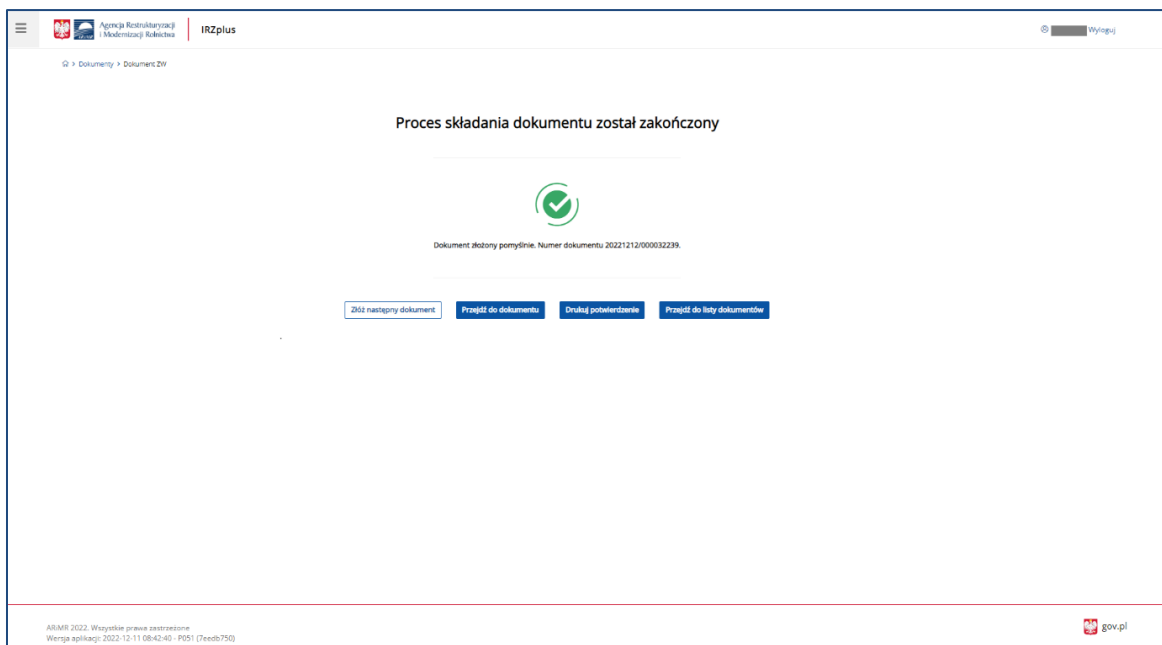 Agencja Restrukturyzacji
i Modernizacji Rolnictwa
IRZplus
Wyloguj
> Dokumenty > Dokument ZW
Proces składania dokumentu został zakończony
Dokument złożony pomyślnie. Numer dokumentu 20221212/000032239.
Złóż następny dokument
Przejdź do dokumentu
Drukuj potwierdzenie
Przejdź do listy dokumentów
ARiMR 2022. Wszystkie prawa zastrzeżone
Wersja aplikacji: 2022-12-11 08:42:40 - P051 (7eedb750)
gov.pl